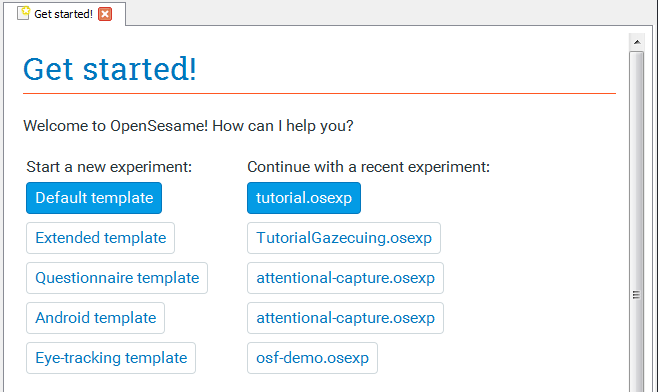 Get started!
Get started!
Welcome to OpenSesame! How can I help you?
Start a new experiment:
Default template
Extended template
Questionnaire template
Android template
Eye-tracking template
Continue with a recent experiment:
tutorial.osexp
TutorialGazecuing.osexp
attentional-capture.osexp
attentional-capture.osexp
osf-demo.osexp